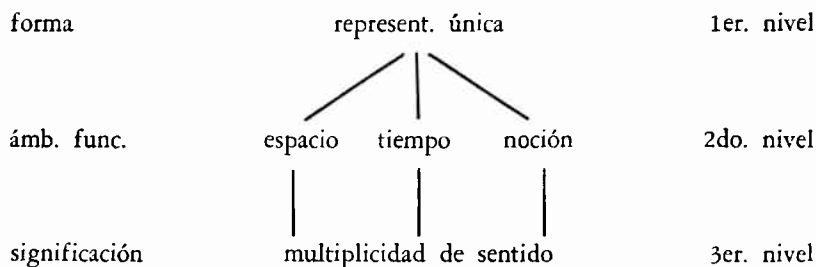 forma represent. única 1er. nivel
ámb. func. espacio tiempo noción 2do. nivel
significación multiplicidad de sentido 3er. nivel